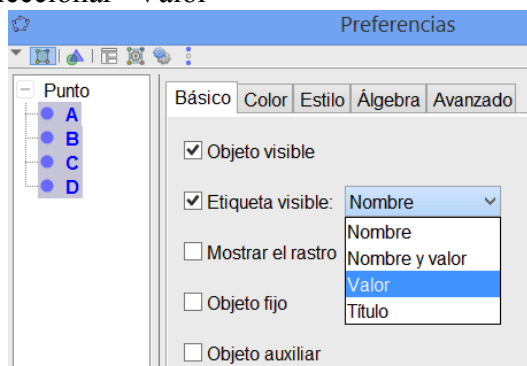 Preferencias
Punto
A
B
C
D
Básico Color Estilo Álgebra Avanzado
Objeto visible
Etiqueta visible: Nombre
Nombre
Nombre y valor
Valor
Título
Mostrar el rastro
Objeto fijo
Objeto auxiliar